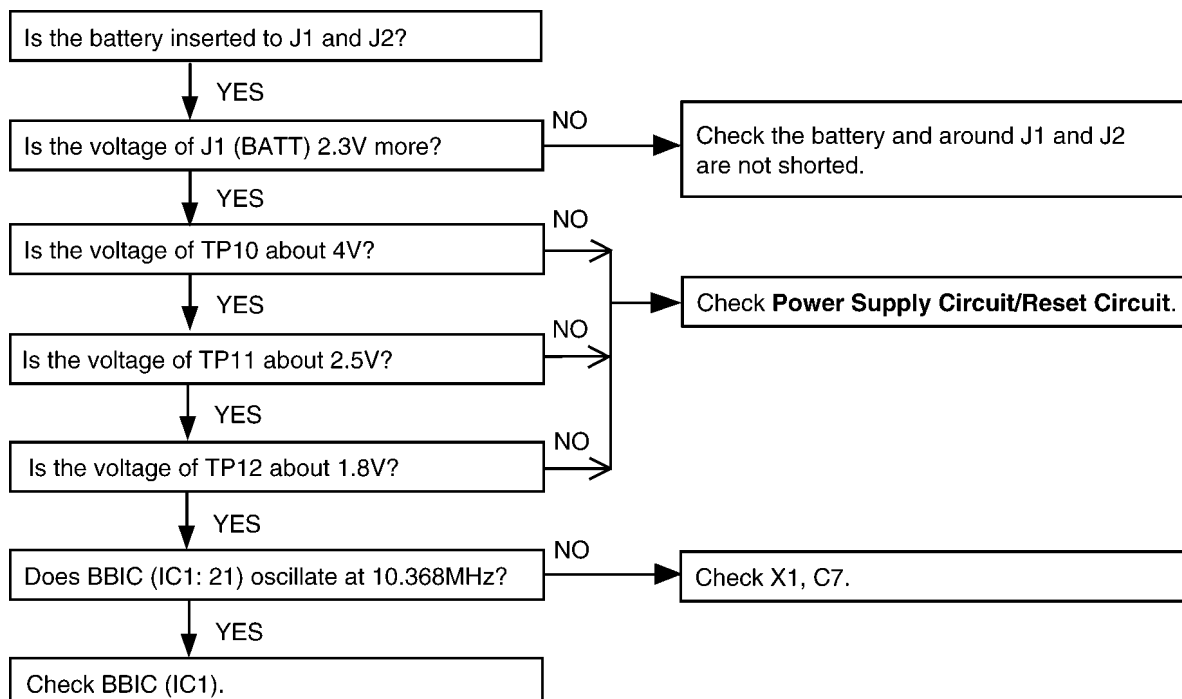 Is the battery inserted to J1 and J2?
YES
Is the voltage of J1 (BATT) 2.3V more?
NO
Check the battery and around J1 and J2
are not shorted.
YES
Is the voltage of TP10 about 4V?
NO
Check Power Supply Circuit/Reset Circuit.
YES
Is the voltage of TP11 about 2.5V?
NO
YES
Is the voltage of TP12 about 1.8V?
NO
YES
Does BBIC (IC1: 21) oscillate at 10.368MHz?
NO
Check X1, C7.
YES
Check BBIC (IC1).